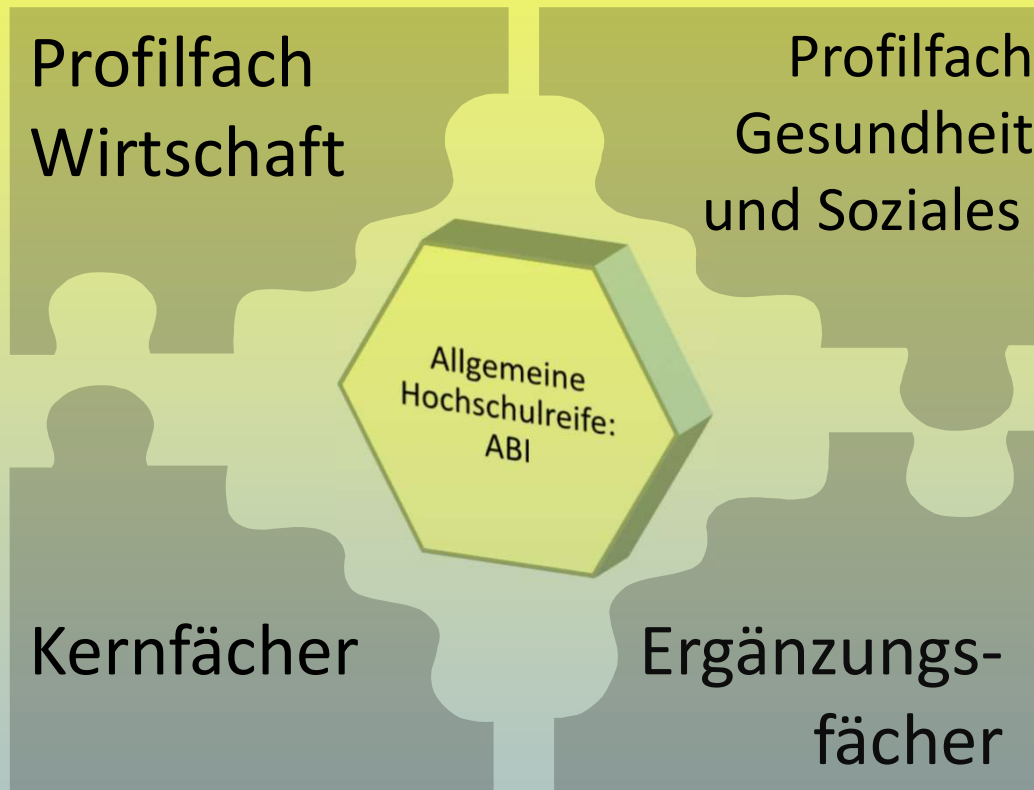 Profilfach
Wirtschaft
Profilfach
Gesundheit
und Soziales
Allgemeine
Hochschulreife:
ABI
Kernfächer
Ergänzungs-
fächer